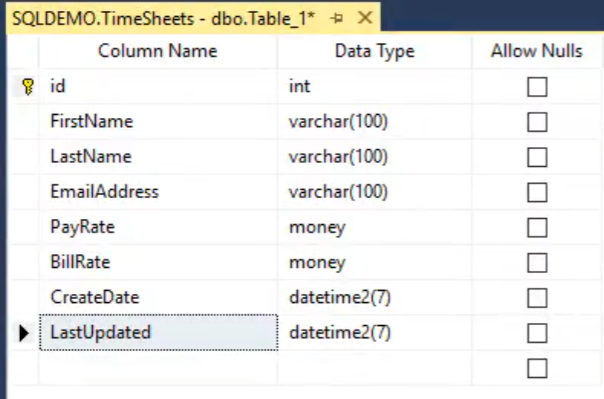 SQLDEMO.TimeSheets - dbo.Table_1*
Column Name Data Type Allow Nulls
id int
FirstName varchar(100)
LastName varchar(100)
EmailAddress varchar(100)
PayRate money
BillRate money
CreateDate datetime2(7)
LastUpdated datetime2(7)